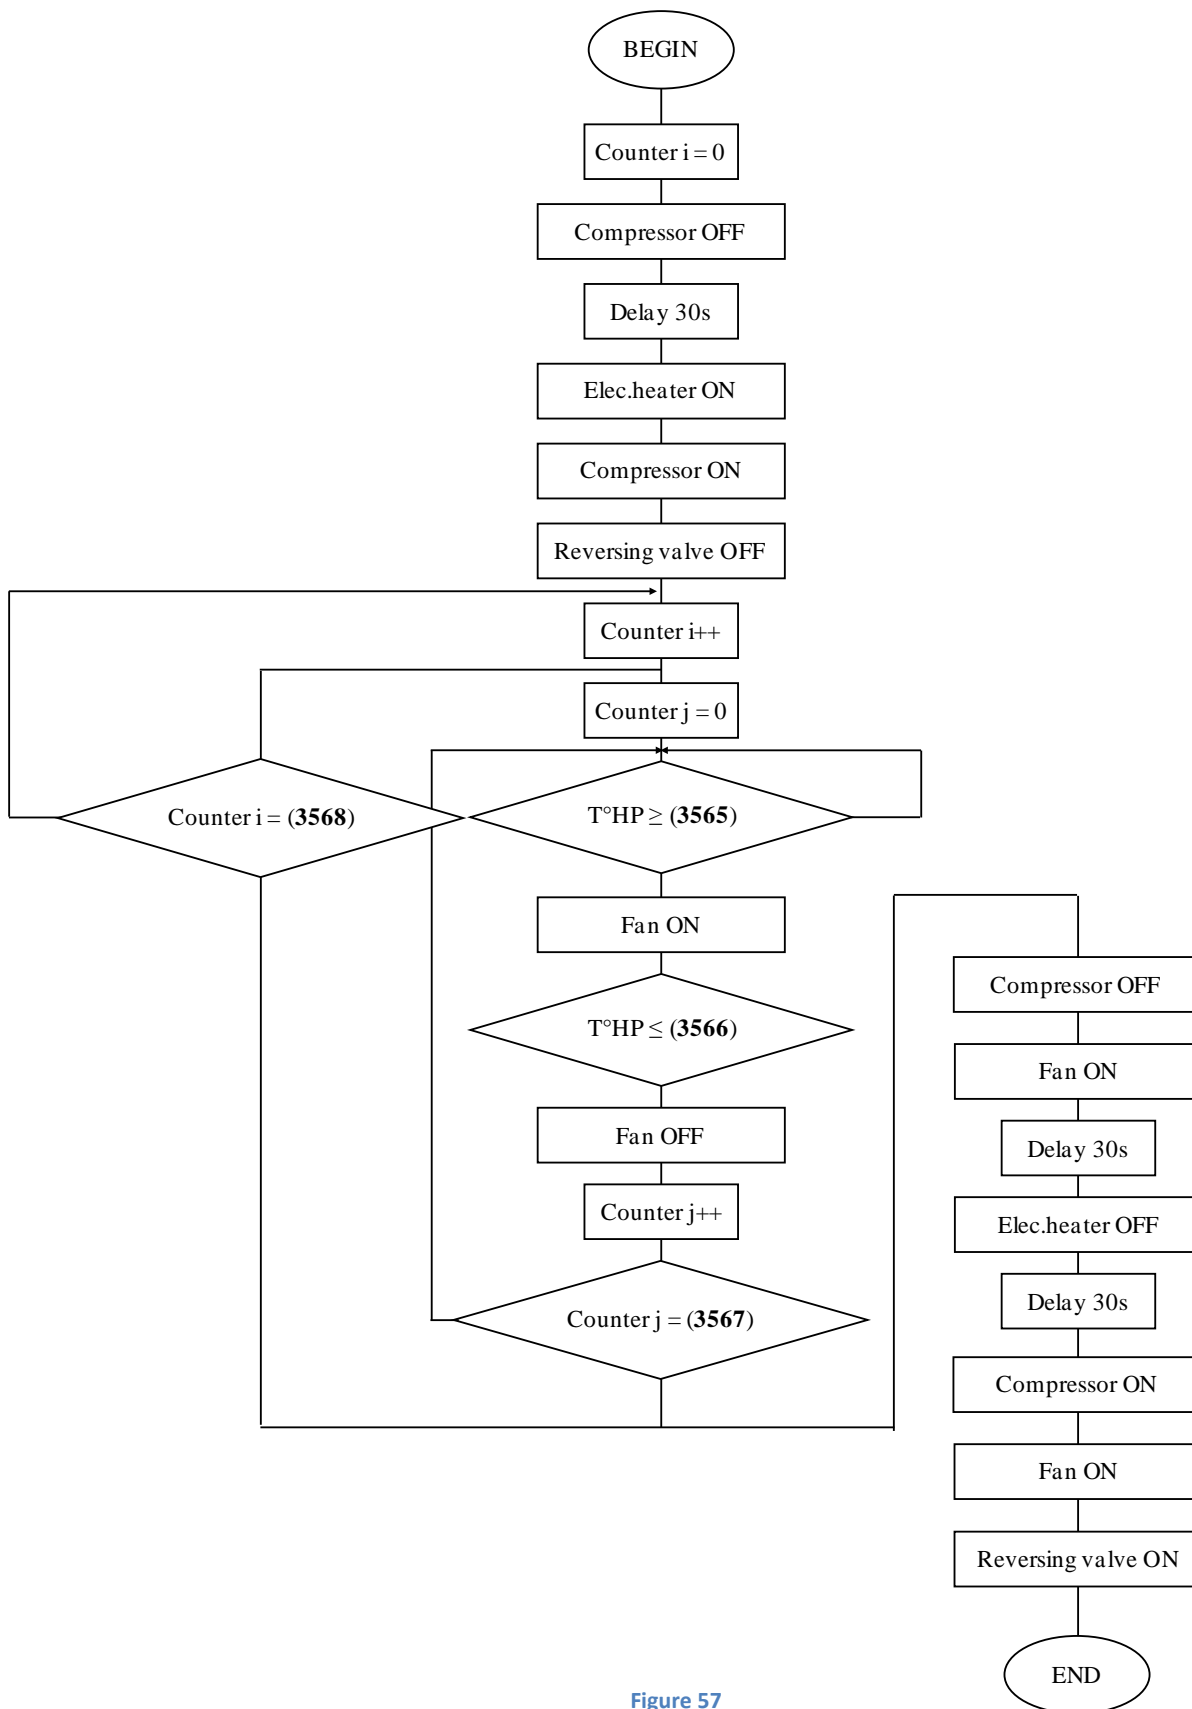 BEGIN
Counter i = 0
Compressor OFF
Delay 30s
Elec.heater ON
Compressor ON
Reversing valve OFF
Counter i++
Counter j = 0
Counter i = (3568)
T°HP ≥ (3565)
Fan ON
T°HP ≤ (3566)
Fan OFF
Counter j++
Counter j = (3567)
Compressor OFF
Fan ON
Delay 30s
Elec.heater OFF
Delay 30s
Compressor ON
Fan ON
Reversing valve ON
END
Figure 57